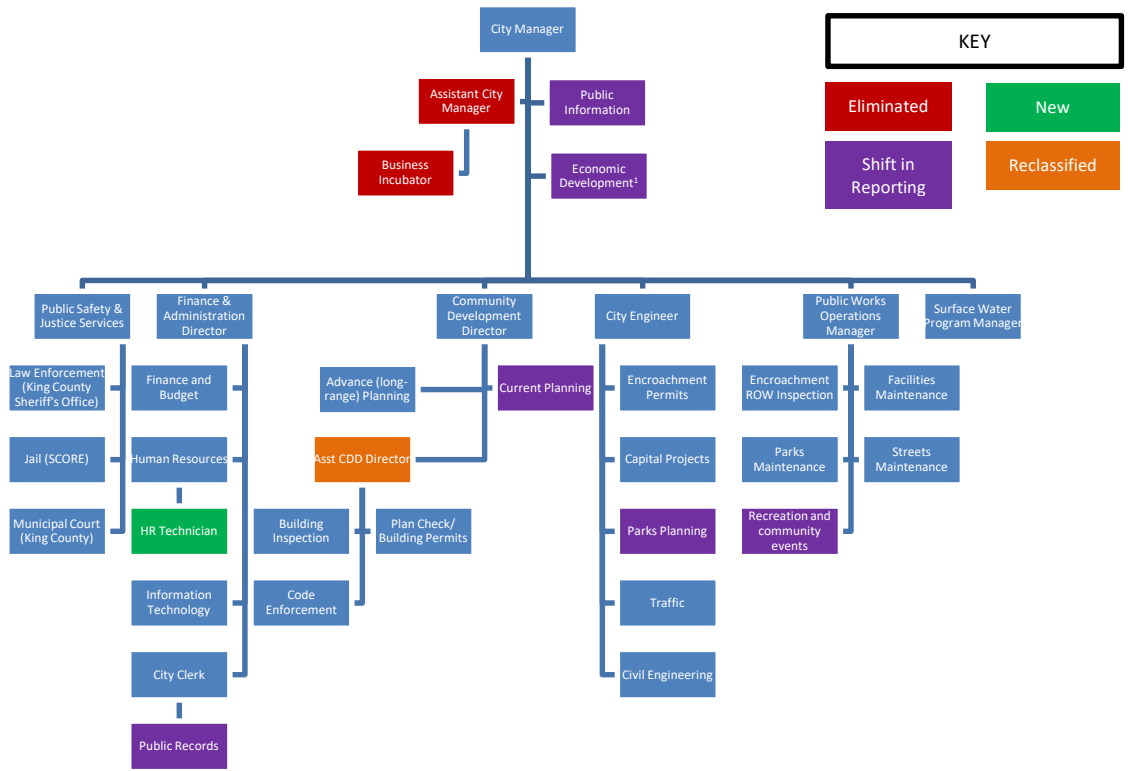 City Manager
KEY
Assistant City
Manager
Public
Information
Eliminated
New
Business
Incubator
Economic
Development¹
Shift in
Reporting
Reclassified
Public Safety &
Justice Services
Finance &
Administration
Director
Community
Development
Director
City Engineer
Public Works
Operations
Manager
Surface Water
Program Manager
Law Enforcement
(King County
Sheriff's Office)
Finance and
Budget
Advance (long-
range) Planning
Current Planning
Encroachment
Permits
Encroachment
ROW Inspection
Facilities
Maintenance
Jail (SCORE)
Human Resources
Asst CDD Director
Capital Projects
Parks
Maintenance
Streets
Maintenance
Municipal Court
(King County)
HR Technician
Building
Inspection
Plan Check/
Building Permits
Parks Planning
Recreation and
community
events
Information
Technology
Code
Enforcement
Traffic
City Clerk
Civil Engineering
Public Records